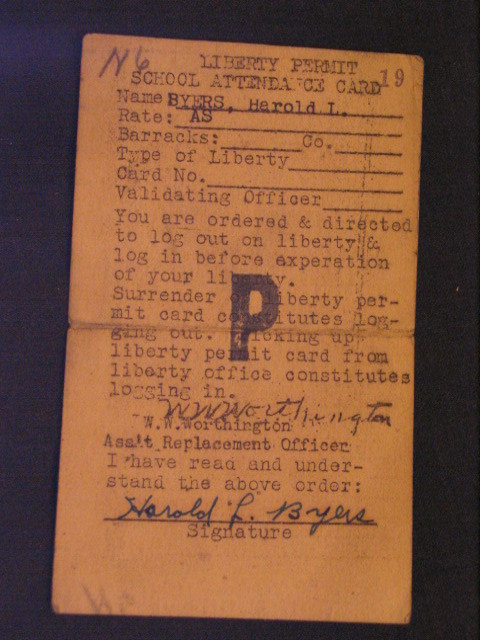 N6
LIBERTY PERMIT
SCHOOL ATTENDANCE CARD 19
Name BYERS, Harold L.
Rate: AS
Barracks: Co.
Type of Liberty
Card No.
Validating Officer
You are ordered & directed
to log out on liberty &
log in before experation
of your liberty.
Surrender of liberty per-
mit card constitutes log-
ging out. Picking up
liberty permit card from
liberty office constitutes
logging in.
P
WWWorthington
W.W.Worthington
Ass't Replacement Officer
I have read and under-
stand the above order:
Harold L. Byers
Signature